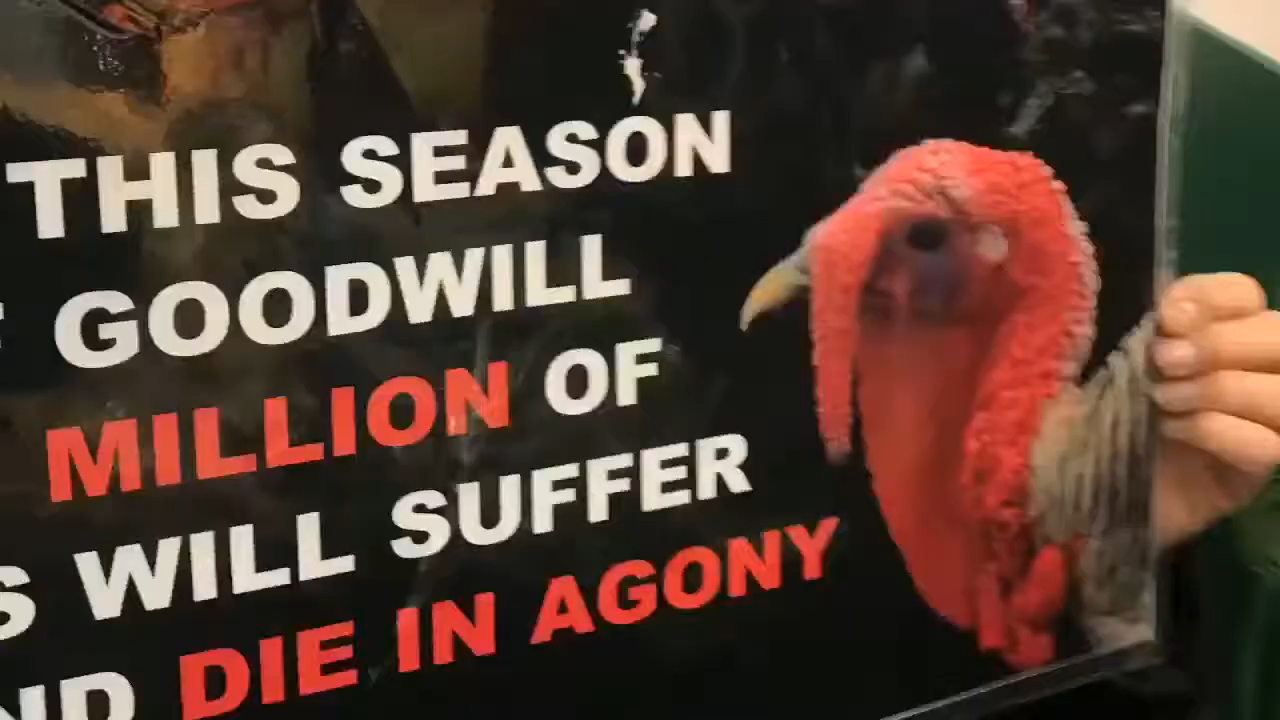 THIS SEASON
GOODWILL
MILLION OF
WILL SUFFER
DIE IN AGONY